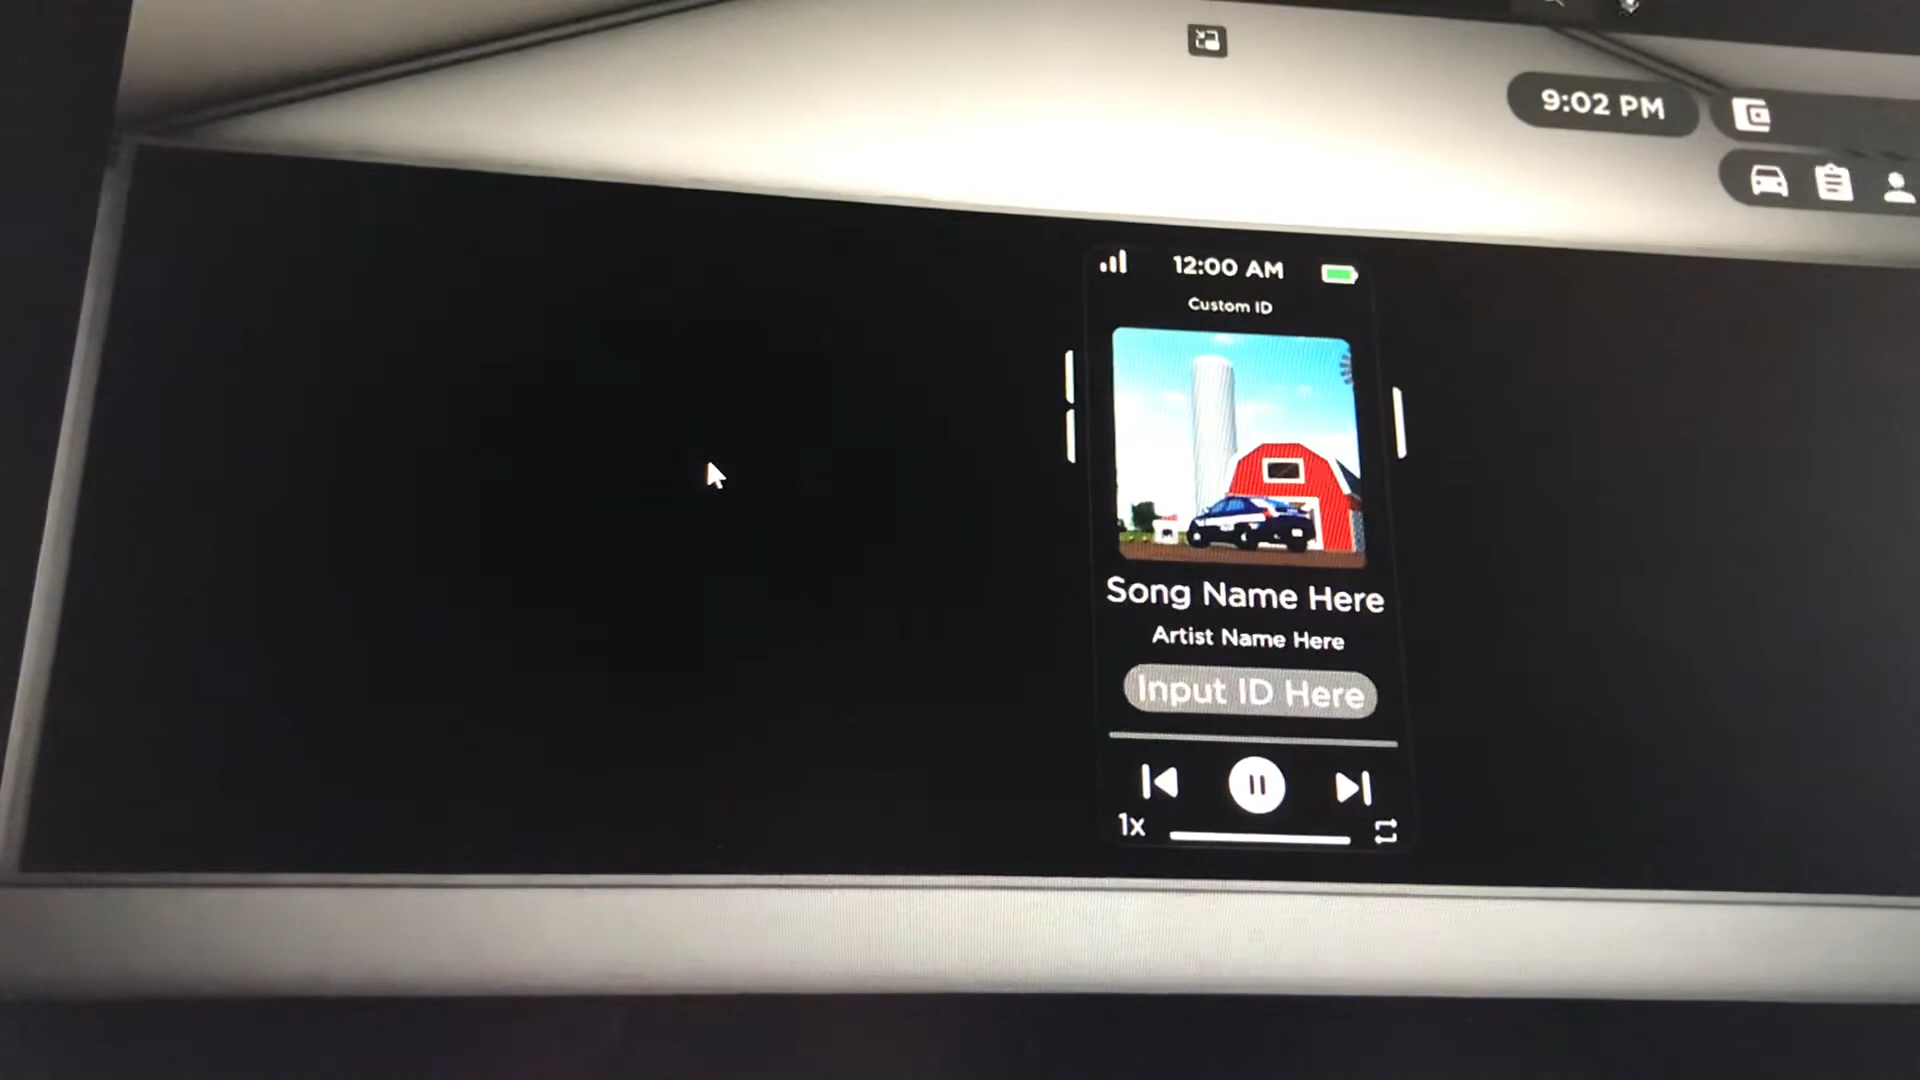 9:02 PM
12:00 AM
Custom ID
Song Name Here
Artist Name Here
Input ID Here
1x